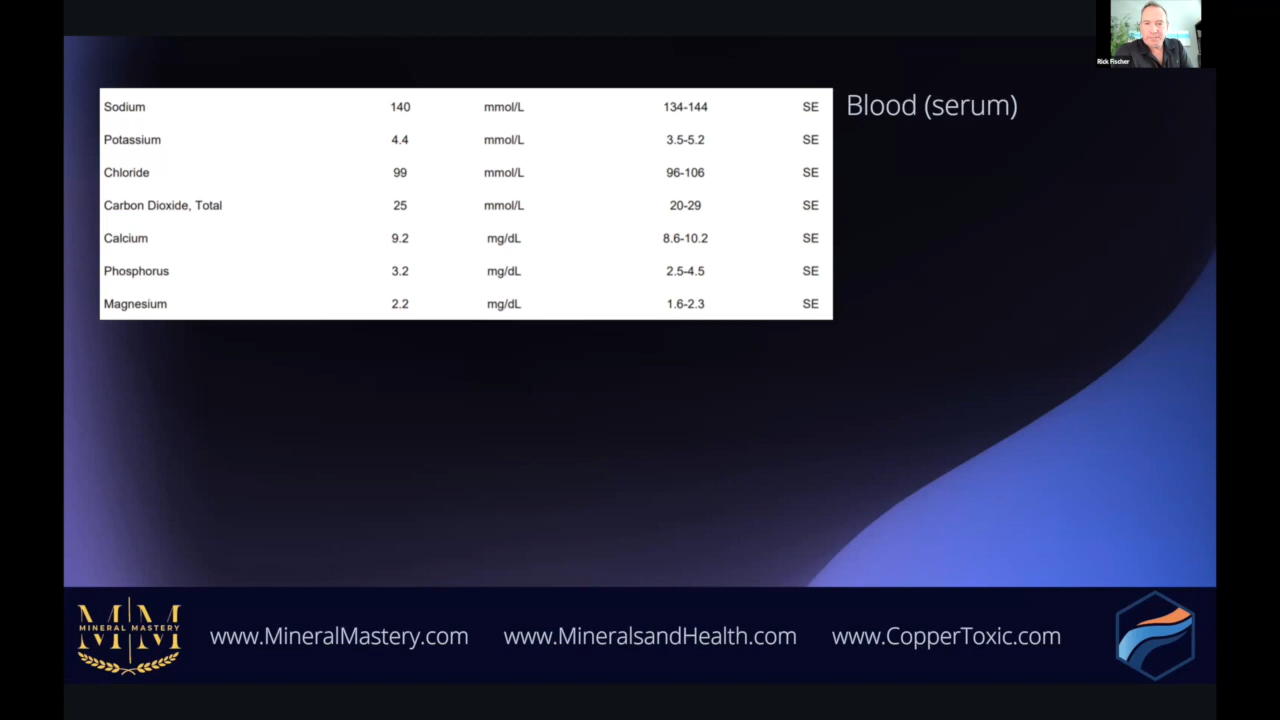 Rick Fischer
Sodium 140 mmol/L 134-144 SE
Potassium 4.4 mmol/L 3.5-5.2 SE
Chloride 99 mmol/L 96-106 SE
Carbon Dioxide, Total 25 mmol/L 20-29 SE
Calcium 9.2 mg/dL 8.6-10.2 SE
Phosphorus 3.2 mg/dL 2.5-4.5 SE
Magnesium 2.2 mg/dL 1.6-2.3 SE
Blood (serum)
M M
MINERAL MASTERY
www.MineralMastery.com
www.MineralsandHealth.com
www.CopperToxic.com